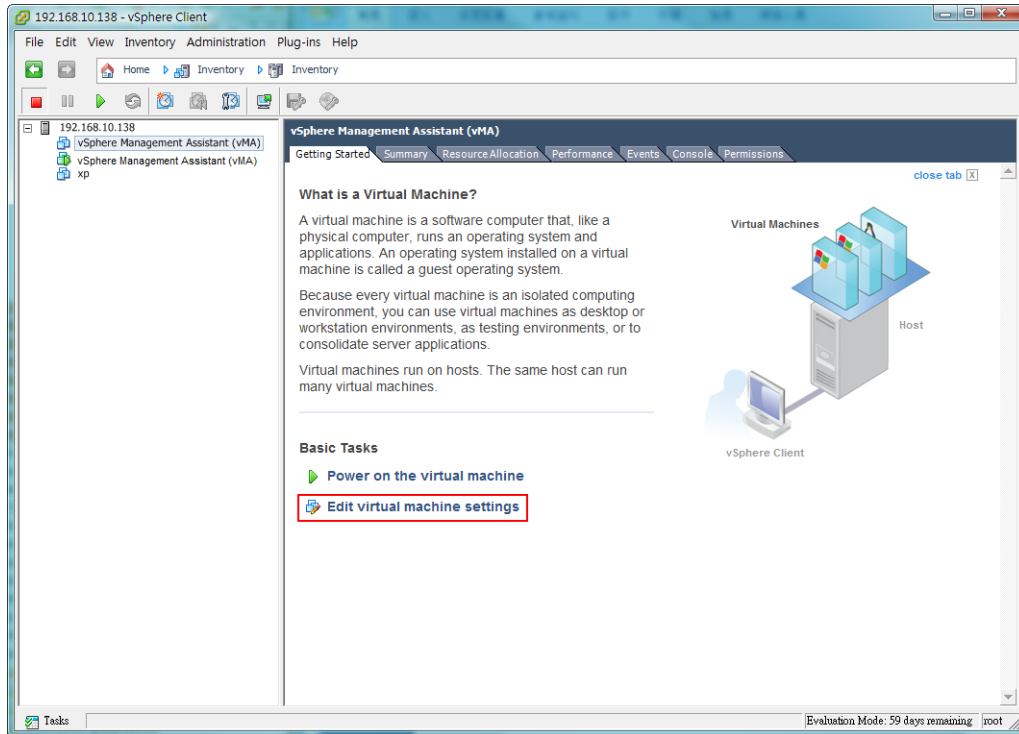 192.168.10.138 - vSphere Client
File Edit View Inventory Administration Plug-ins Help
Home Inventory Inventory
192.168.10.138
vSphere Management Assistant (vMA)
vSphere Management Assistant (vMA)
xp
vSphere Management Assistant (vMA)
Getting Started Summary Resource Allocation Performance Events Console Permissions
close tab X
What is a Virtual Machine?
A virtual machine is a software computer that, like a
physical computer, runs an operating system and
applications. An operating system installed on a virtual
machine is called a guest operating system.
Because every virtual machine is an isolated computing
environment, you can use virtual machines as desktop or
workstation environments, as testing environments, or to
consolidate server applications.
Virtual machines run on hosts. The same host can run
many virtual machines.
Virtual Machines
Host
vSphere Client
Basic Tasks
Power on the virtual machine
Edit virtual machine settings
Tasks
Evaluation Mode: 59 days remaining root